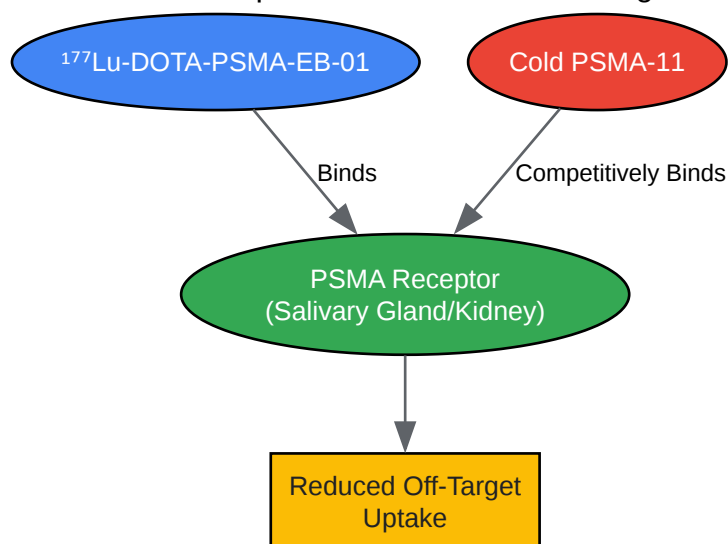 ¹⁷⁷Lu-DOTA-PSMA-EB-01
Cold PSMA-11
Binds
Competitively Binds
PSMA Receptor
(Salivary Gland/Kidney)
Reduced Off-Target
Uptake